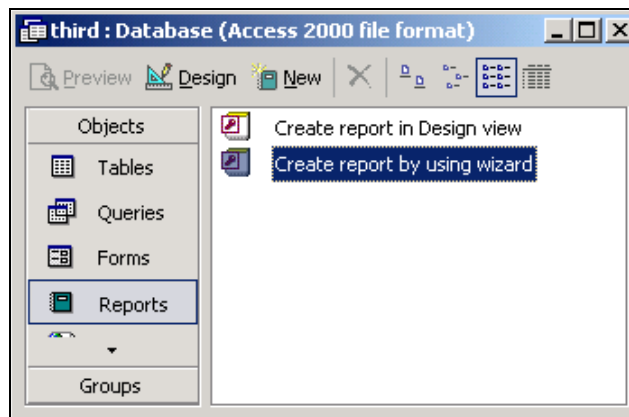 third : Database (Access 2000 file format)
Preview Design New
Objects
Tables
Queries
Forms
Reports
Groups
Create report in Design view
Create report by using wizard